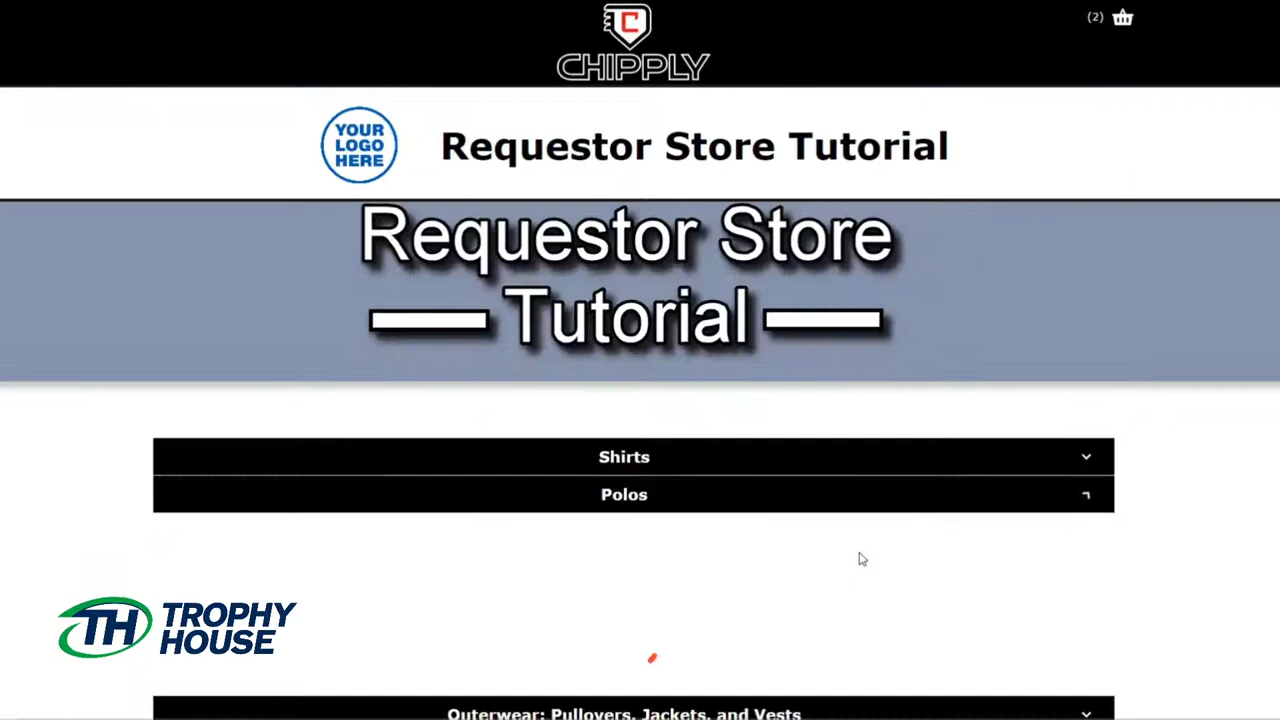 (2)
C
CHIPPLY
YOUR
LOGO
HERE
Requestor Store Tutorial
Requestor Store
Tutorial
Shirts
Polos
TH TROPHY
HOUSE
Outerwear: Pullovers, Jackets, and Vests